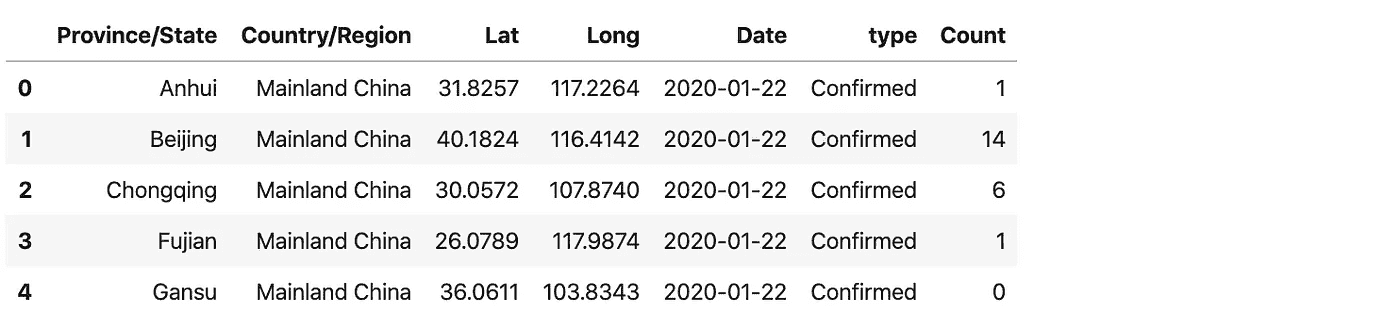 Province/State Country/Region Lat Long Date type Count
0 Anhui Mainland China 31.8257 117.2264 2020-01-22 Confirmed 1
1 Beijing Mainland China 40.1824 116.4142 2020-01-22 Confirmed 14
2 Chongqing Mainland China 30.0572 107.8740 2020-01-22 Confirmed 6
3 Fujian Mainland China 26.0789 117.9874 2020-01-22 Confirmed 1
4 Gansu Mainland China 36.0611 103.8343 2020-01-22 Confirmed 0